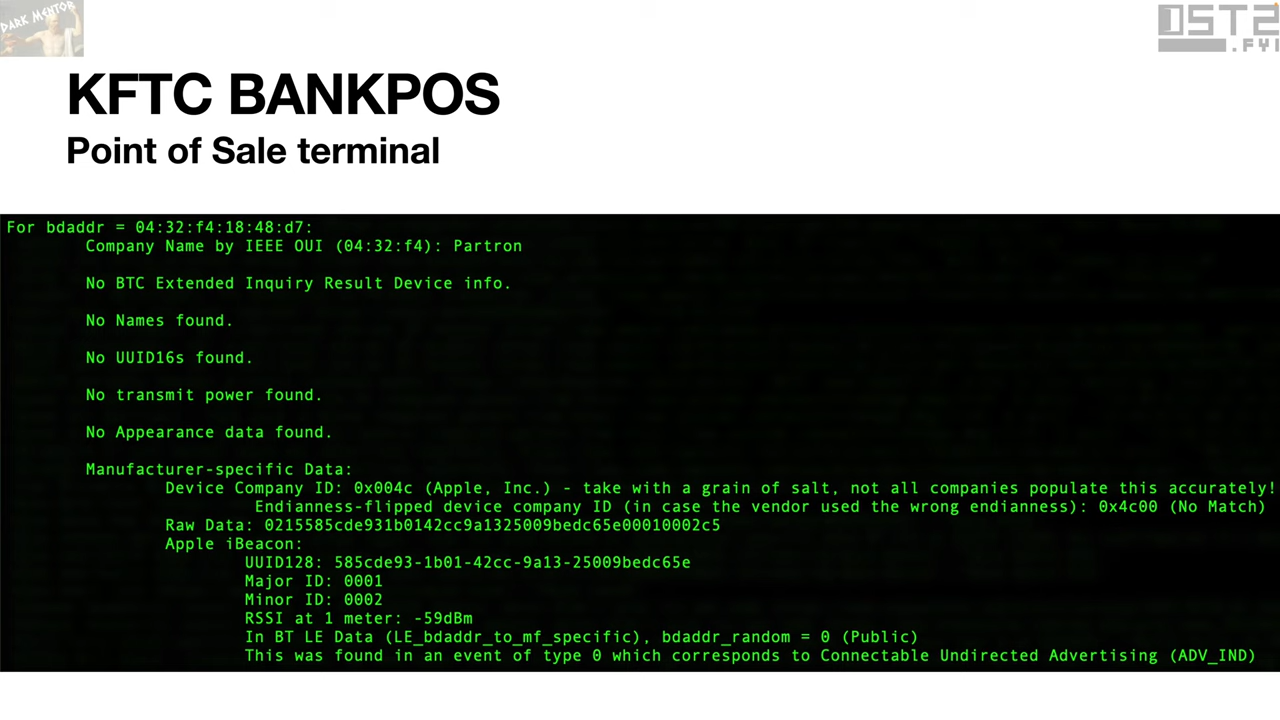 DARK MENTOR
OST2
.FYI
KFTC BANKPOS
Point of Sale terminal
For bdaddr = 04:32:f4:18:48:d7:
Company Name by IEEE OUI (04:32:f4): Partron
No BTC Extended Inquiry Result Device info.
No Names found.
No UUID16s found.
No transmit power found.
No Appearance data found.
Manufacturer-specific Data:
Device Company ID: 0x004c (Apple, Inc.) - take with a grain of salt, not all companies populate this accurately!
Endianness-flipped device company ID (in case the vendor used the wrong endianness): 0x4c00 (No Match)
Raw Data: 0215585cde931b0142cc9a1325009bedc65e00010002c5
Apple iBeacon:
UUID128: 585cde93-1b01-42cc-9a13-25009bedc65e
Major ID: 0001
Minor ID: 0002
RSSI at 1 meter: -59dBm
In BT LE Data (LE_bdaddr_to_mf_specific), bdaddr_random = 0 (Public)
This was found in an event of type 0 which corresponds to Connectable Undirected Advertising (ADV_IND)